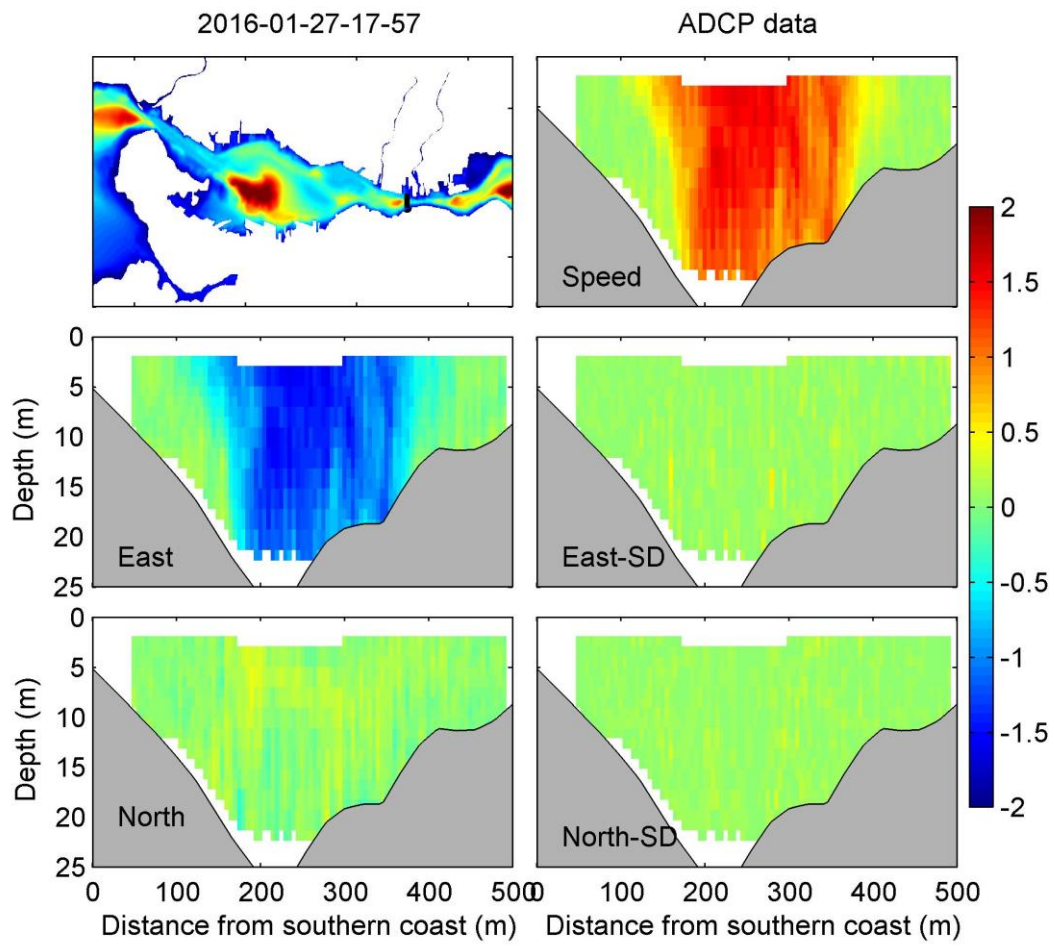 2016-01-27-17-57
ADCP data
Speed
2
1.5
1
0.5
0
-0.5
-1
-1.5
-2
0
5
10
15
20
25
Depth (m)
East
East-SD
0
5
10
15
20
25
Depth (m)
North
North-SD
0 100 200 300 400 500
0 100 200 300 400 500
Distance from southern coast (m)
Distance from southern coast (m)